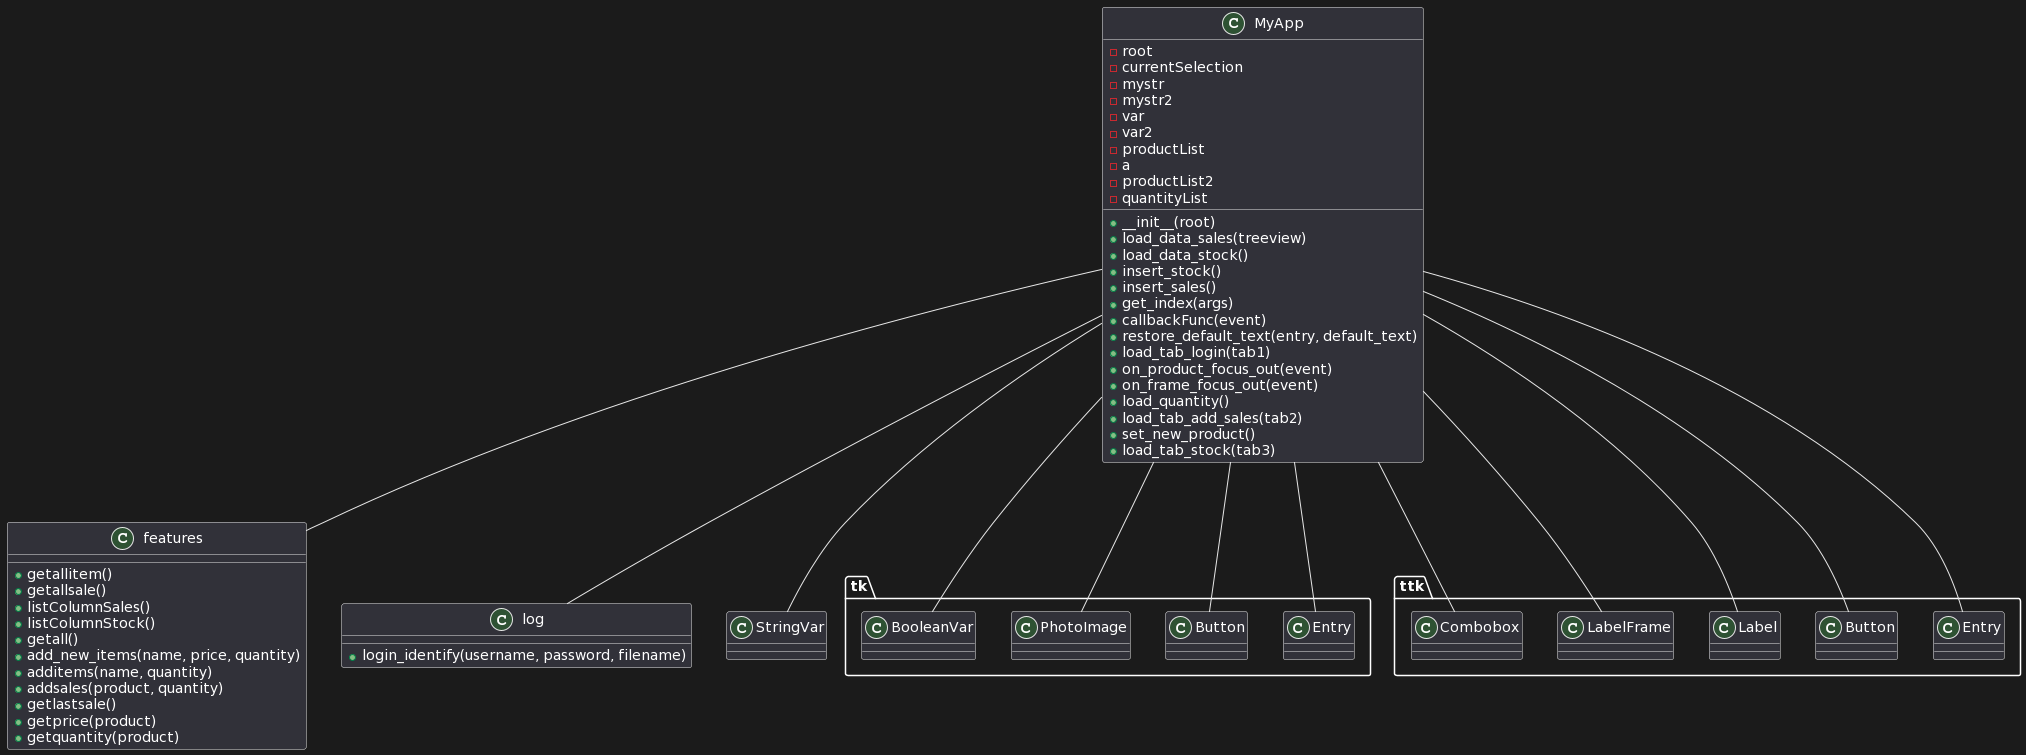 C MyApp
root
currentSelection
mystr
mystr2
var
var2
productList
a
productList2
quantityList
__init__(root)
load_data_sales(treeview)
load_data_stock()
insert_stock()
insert_sales()
get_index(args)
callbackFunc(event)
restore_default_text(entry, default_text)
load_tab_login(tab1)
on_product_focus_out(event)
on_frame_focus_out(event)
load_quantity()
load_tab_add_sales(tab2)
set_new_product()
load_tab_stock(tab3)
C features
getallitem()
getallsale()
listColumnSales()
listColumnStock()
getall()
add_new_items(name, price, quantity)
additems(name, quantity)
addsales(product, quantity)
getlastsale()
getprice(product)
getquantity(product)
C log
login_identify(username, password, filename)
C StringVar
tk
C BooleanVar
C PhotoImage
C Button
C Entry
ttk
C Combobox
C LabelFrame
C Label
C Button
C Entry